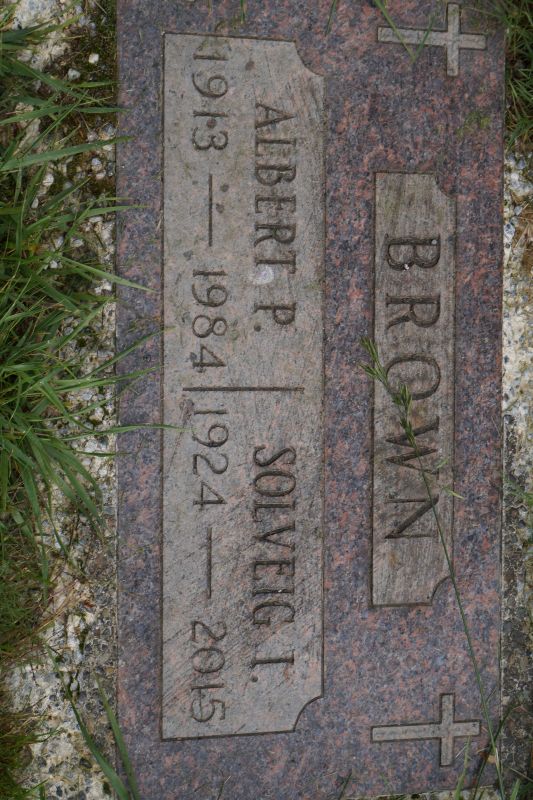 BROWN
ALBERT P. SOLVEIG I.
1913 — 1984 1924 — 2015